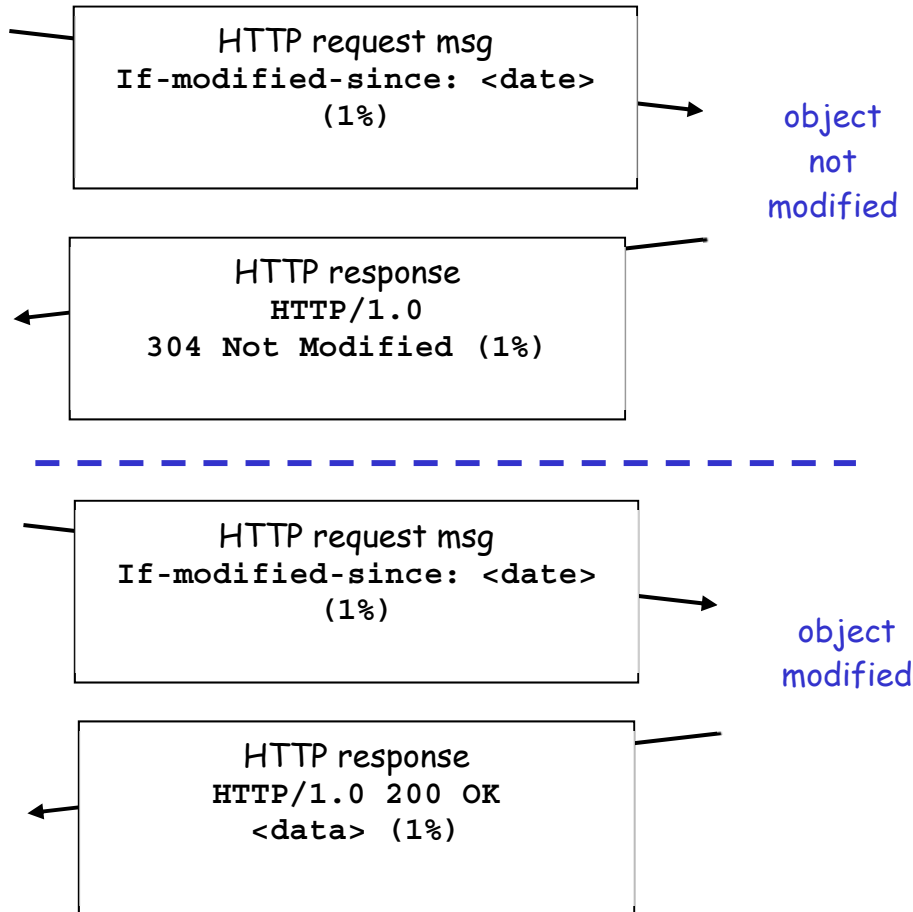 HTTP request msg
If-modified-since: <date>
(1%)
object
not
modified
HTTP response
HTTP/1.0
304 Not Modified (1%)
HTTP request msg
If-modified-since: <date>
(1%)
object
modified
HTTP response
HTTP/1.0 200 OK
<data> (1%)